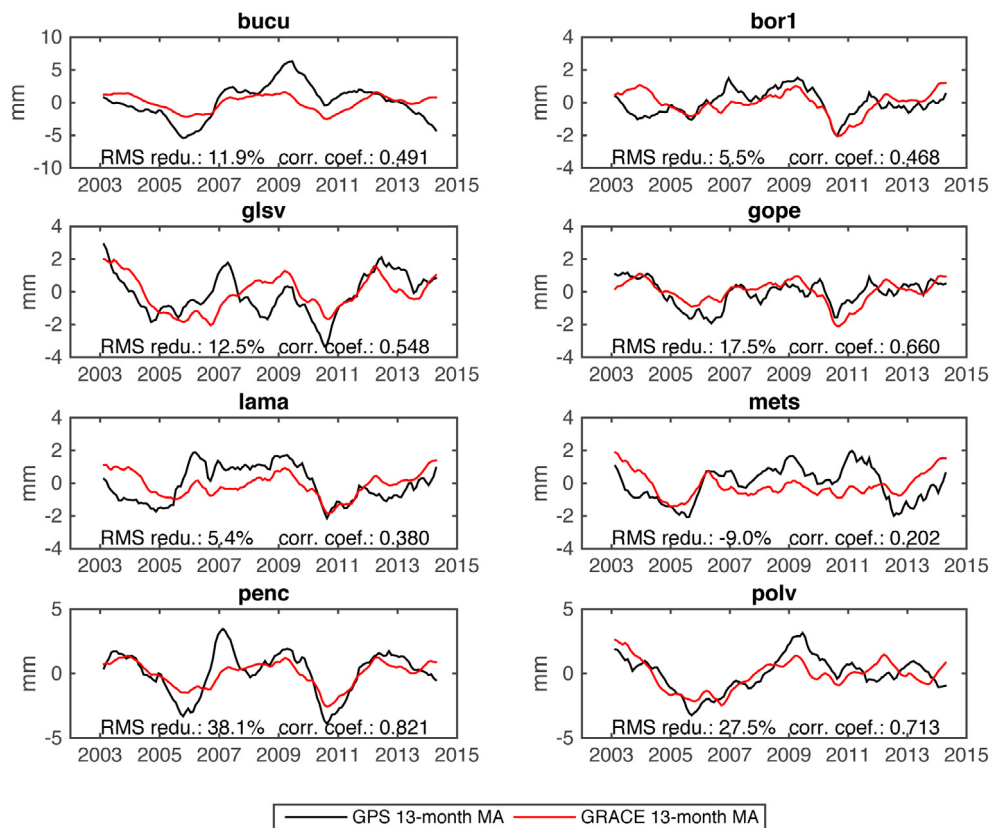 bucu
10
5
0
-5
-10
mm
RMS redu.: 11.9% corr. coef.: 0.491
2003 2005 2007 2009 2011 2013 2015
bor1
4
2
0
-2
-4
mm
RMS redu.: 5.5% corr. coef.: 0.468
2003 2005 2007 2009 2011 2013 2015
glsv
4
2
0
-2
-4
mm
RMS redu.: 12.5% corr. coef.: 0.548
2003 2005 2007 2009 2011 2013 2015
gope
4
2
0
-2
-4
mm
RMS redu.: 17.5% corr. coef.: 0.660
2003 2005 2007 2009 2011 2013 2015
lama
4
2
0
-2
-4
mm
RMS redu.: 5.4% corr. coef.: 0.380
2003 2005 2007 2009 2011 2013 2015
mets
4
2
0
-2
-4
mm
RMS redu.: -9.0% corr. coef.: 0.202
2003 2005 2007 2009 2011 2013 2015
penc
5
0
-5
mm
RMS redu.: 38.1% corr. coef.: 0.821
2003 2005 2007 2009 2011 2013 2015
polv
5
0
-5
mm
RMS redu.: 27.5% corr. coef.: 0.713
2003 2005 2007 2009 2011 2013 2015
GPS 13-month MA GRACE 13-month MA